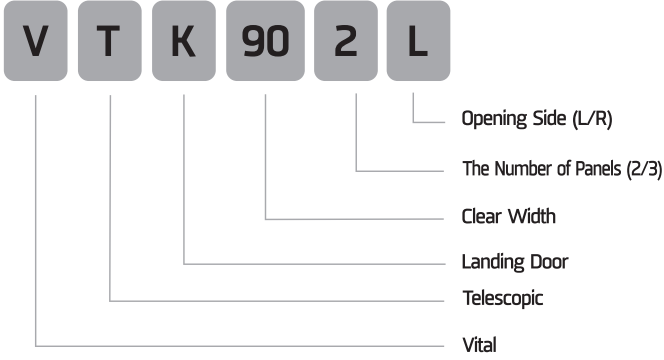 V T K 90 2 L
Opening Side (L/R)
The Number of Panels (2/3)
Clear Width
Landing Door
Telescopic
Vital